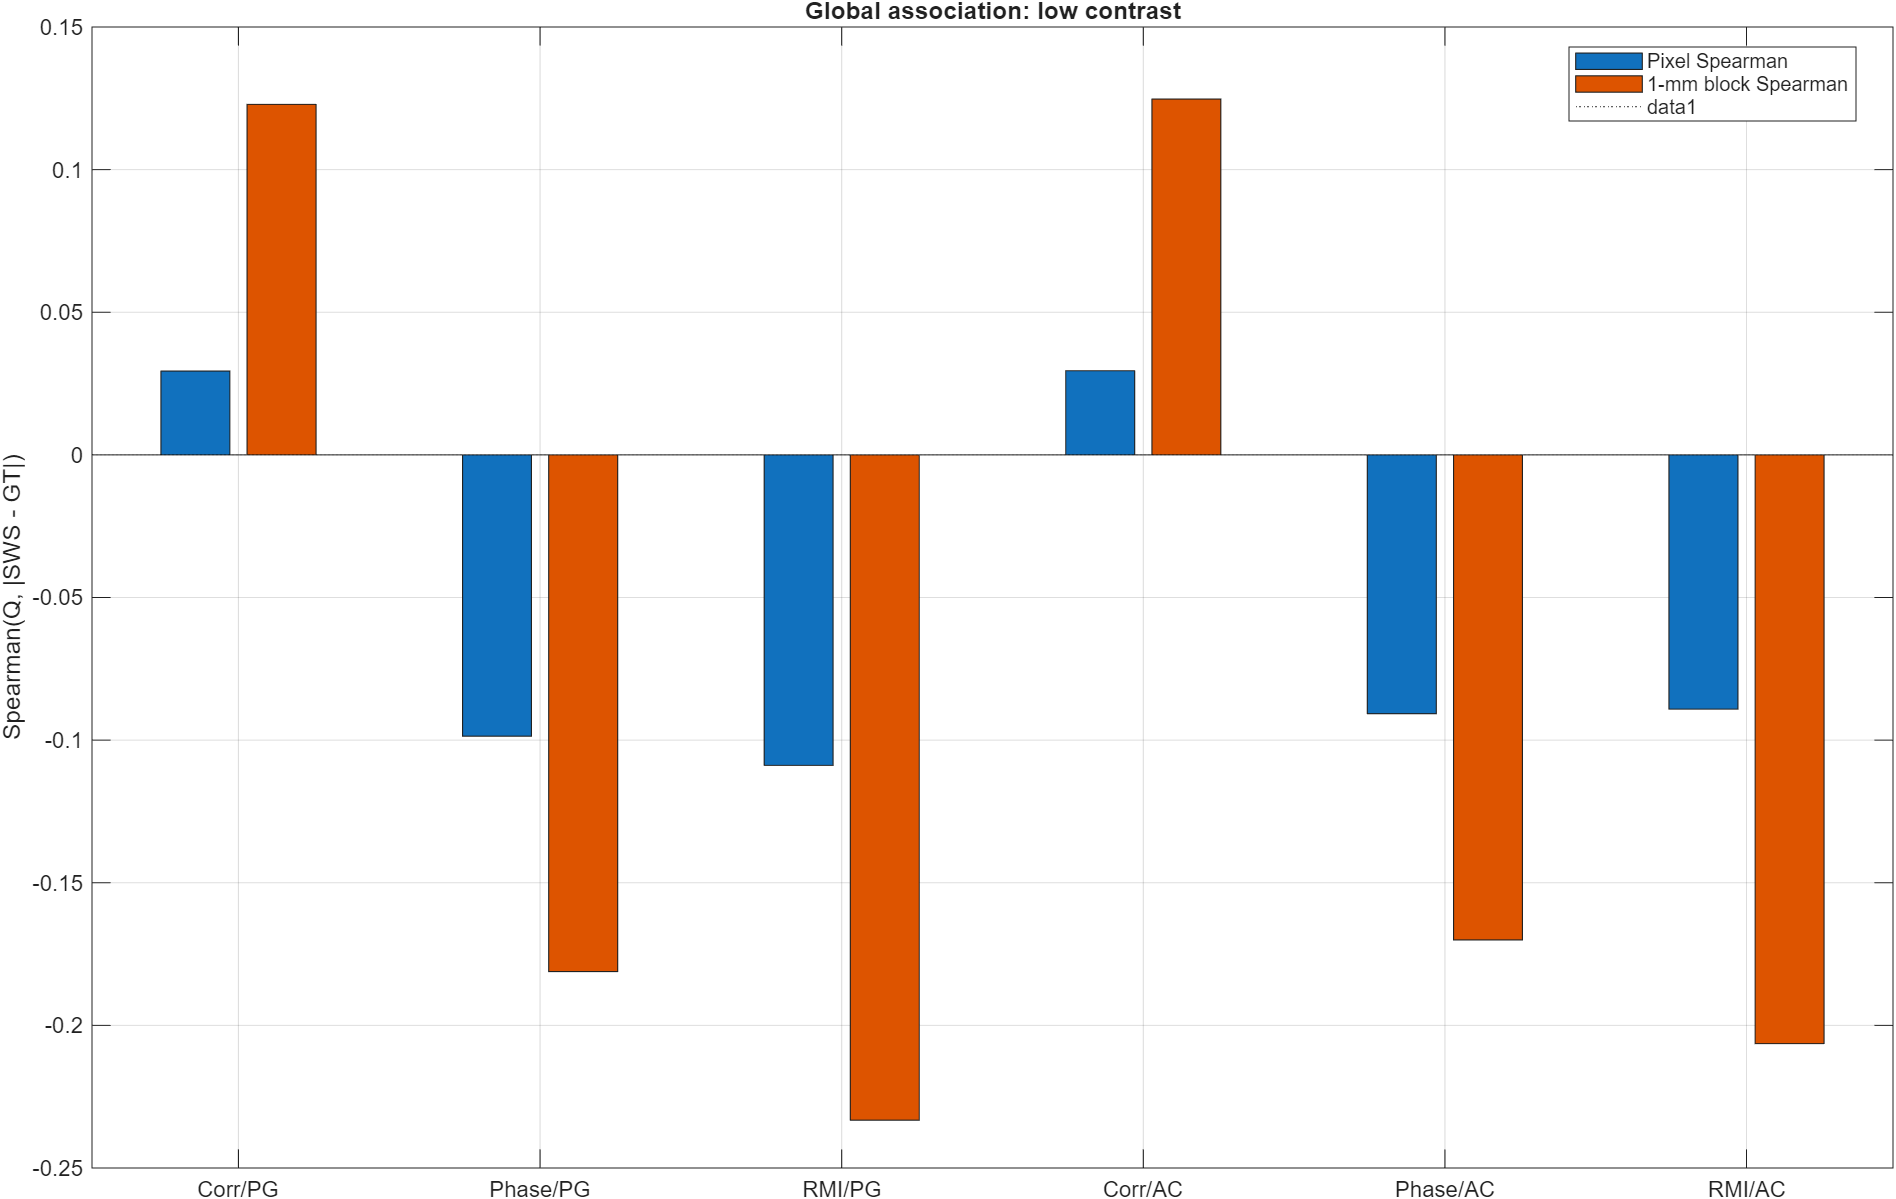 Global association: low contrast
Pixel Spearman
1-mm block Spearman
data1
Spearman(Q, |SWS - GT|)
0.15
0.1
0.05
0
-0.05
-0.1
-0.15
-0.2
-0.25
Corr/PG
Phase/PG
RMI/PG
Corr/AC
Phase/AC
RMI/AC